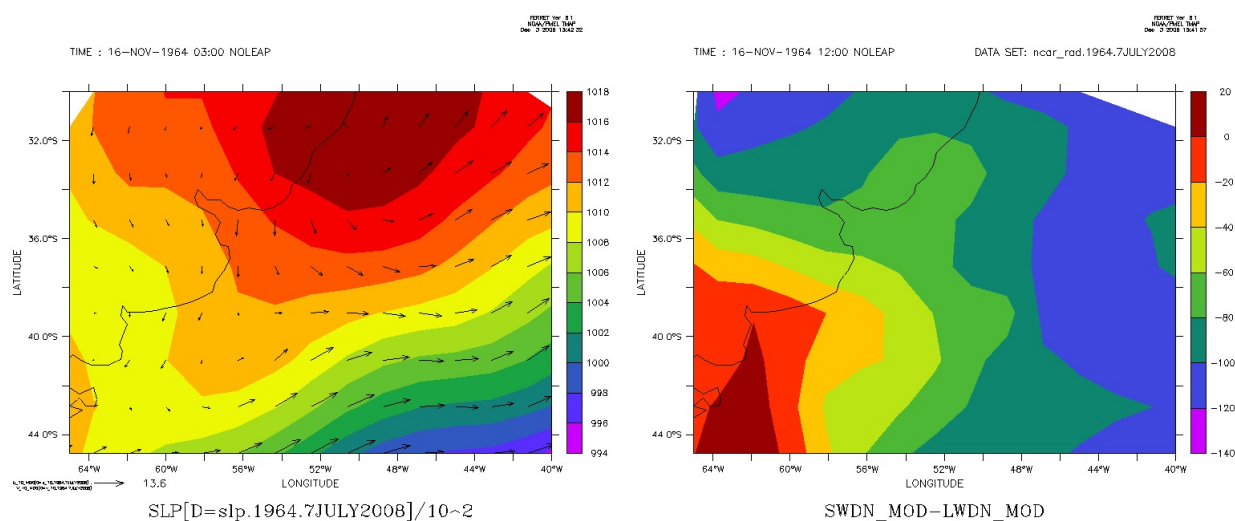 FERRET Ver 6.1
NOAA/PMEL TMAP
TIME : 16-NOV-1964 03:00 NOLEAP
1018
1016
1014
1012
1010
1008
1006
1004
1002
1000
998
996
994
32.0°S
36.0°S
40.0°S
44.0°S
LATITUDE
64°W 60°W 56°W 52°W 48°W 44°W 40°W
LONGITUDE
13.6
SLP[D=slp.1964.7JULY2008]/10~2
FERRET Ver 6.1
NOAA/PMEL TMAP
TIME : 16-NOV-1964 12:00 NOLEAP
DATA SET: ncar_rad.1964.7JULY2008
20
0
-20
-40
-60
-80
-100
-120
-140
32.0°S
36.0°S
40.0°S
44.0°S
LATITUDE
64°W 60°W 56°W 52°W 48°W 44°W 40°W
LONGITUDE
SWDN_MOD-LWDN_MOD